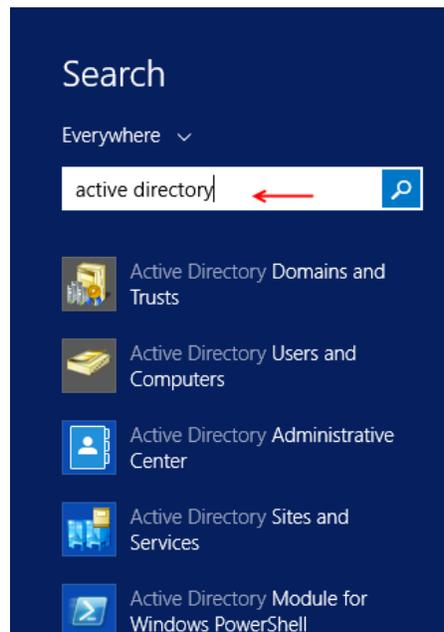 Search
Everywhere
active directory
Active Directory Domains and
Trusts
Active Directory Users and
Computers
Active Directory Administrative
Center
Active Directory Sites and
Services
Active Directory Module for
Windows PowerShell